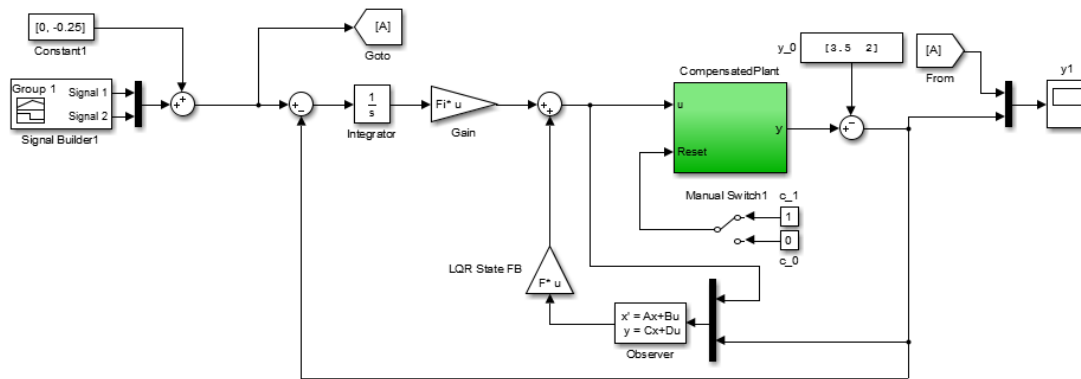 [0, -0.25]
Constant1
Group 1
Signal 1
Signal 2
Signal Builder1
+
+
[A]
Goto
+
−
1
s
Integrator
Fi* u
Gain
+
+
CompensatedPlant
u
y
Reset
y_0
[3.5 2]
−
+
[A]
From
y1
Manual Switch1
c_1
1
0
c_0
LQR State FB
F* u
x' = Ax+Bu
y = Cx+Du
Observer